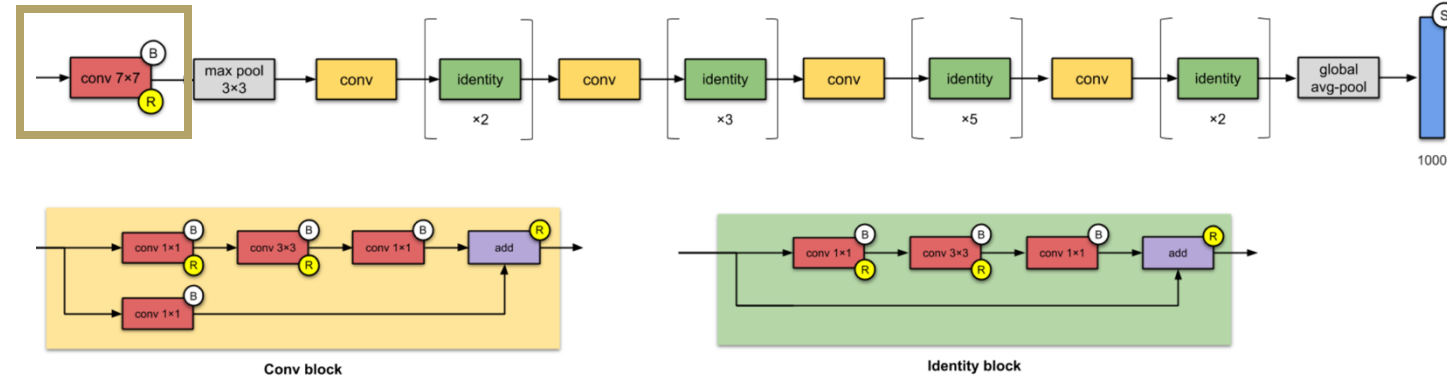 conv 7×7
B
R
max pool
3×3
conv
identity
×2
conv
identity
×3
conv
identity
×5
conv
identity
×2
global
avg-pool
S
1000
conv 1×1
B
R
conv 3×3
B
R
conv 1×1
B
add
R
conv 1×1
B
Conv block
conv 1×1
B
R
conv 3×3
B
R
conv 1×1
B
add
R
Identity block